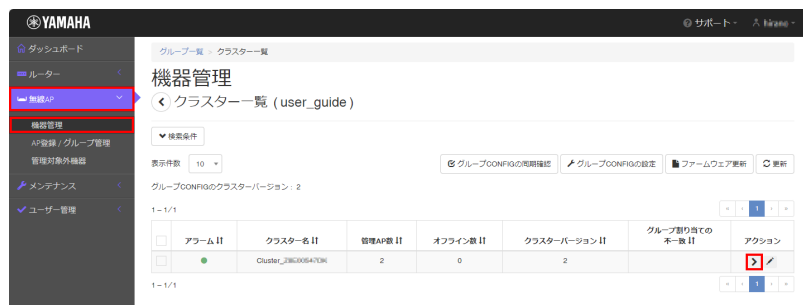 YAMAHA
サポート
hirano
ダッシュボード
ルーター
無線AP
機器管理
AP登録 / グループ管理
管理対象外機器
メンテナンス
ユーザー管理
グループ一覧 > クラスター一覧
機器管理
クラスター一覧 ( user_guide )
検索条件
表示件数 10
グループCONFIGの同期確認 グループCONFIGの設定 ファームウェア更新 更新
グループCONFIGのクラスターバージョン : 2
1 − 1 / 1
« ‹ 1 › »
アラーム クラスター名 管理AP数 オフライン数 クラスターバージョン グループ割り当ての不一致 アクション
Cluster_ 2 0 2
1 − 1 / 1
« ‹ 1 › »